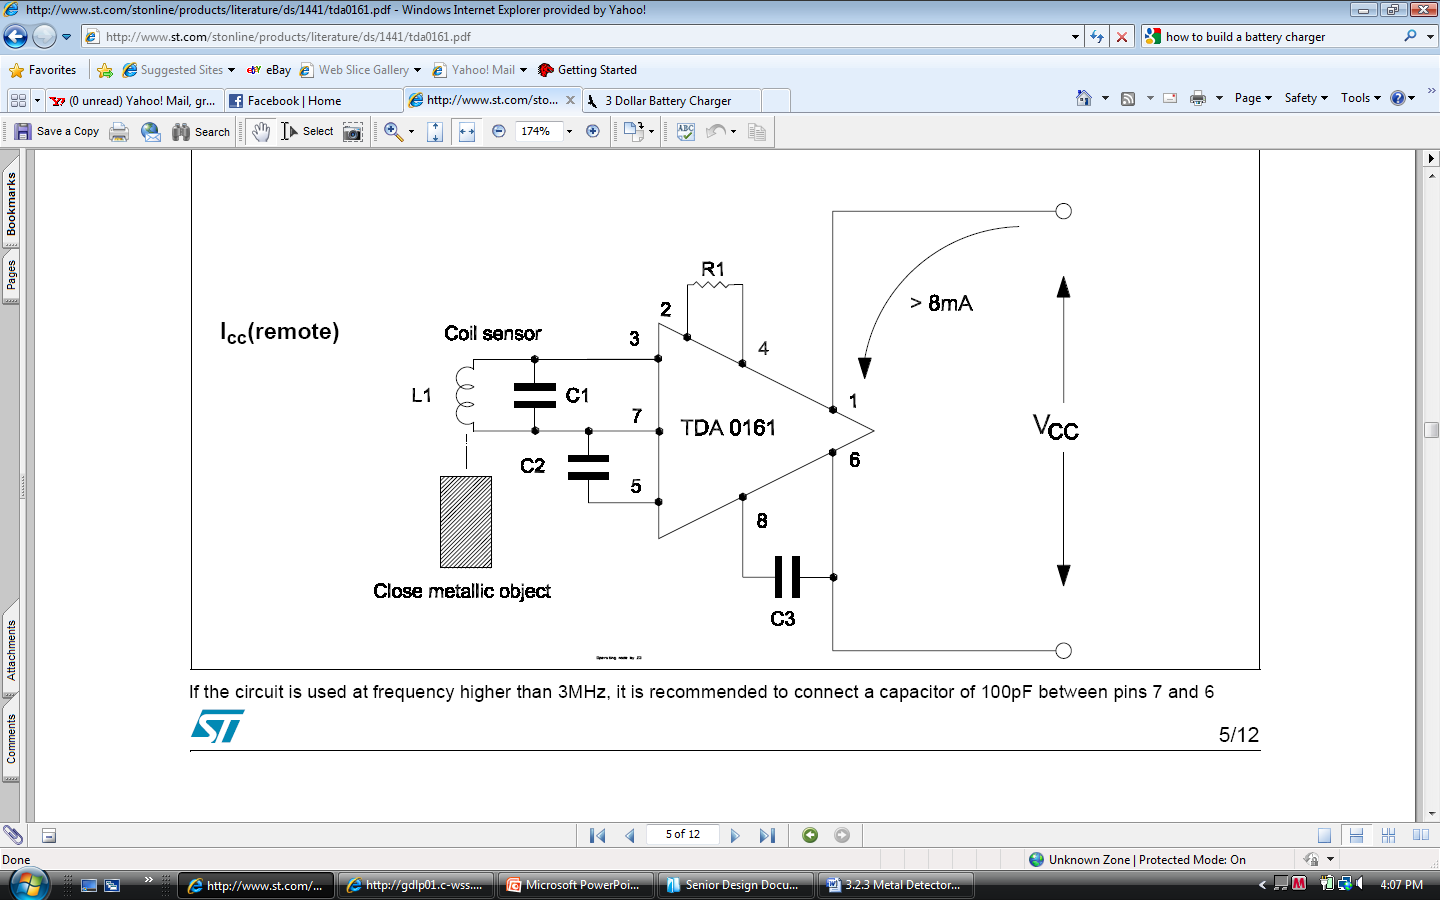 http://www.st.com/stonline/products/literature/ds/1441/tda0161.pdf - Windows Internet Explorer provided by Yahoo!
http://www.st.com/stonline/products/literature/ds/1441/tda0161.pdf
how to build a battery charger
Favorites Suggested Sites eBay Web Slice Gallery Yahoo! Mail Getting Started
(0 unread) Yahoo! Mail, gr... Facebook | Home http://www.st.com/sto... 3 Dollar Battery Charger Page Safety Tools
Save a Copy Search Select 174% ABC
Bookmarks
Pages
Attachments
Comments
R1
> 8mA
2
Icc(remote)
Coil sensor
3
4
L1
C1
1
7
TDA 0161
VCC
C2
6
5
8
Close metallic object
C3
If the circuit is used at frequency higher than 3MHz, it is recommended to connect a capacitor of 100pF between pins 7 and 6
ST
5/12
5 of 12
Done
Unknown Zone | Protected Mode: On
http://www.st.com/... http://gdlp01.c-wss.... Microsoft PowerPoi... Senior Design Docu... 3.2.3 Metal Detector... 4:07 PM